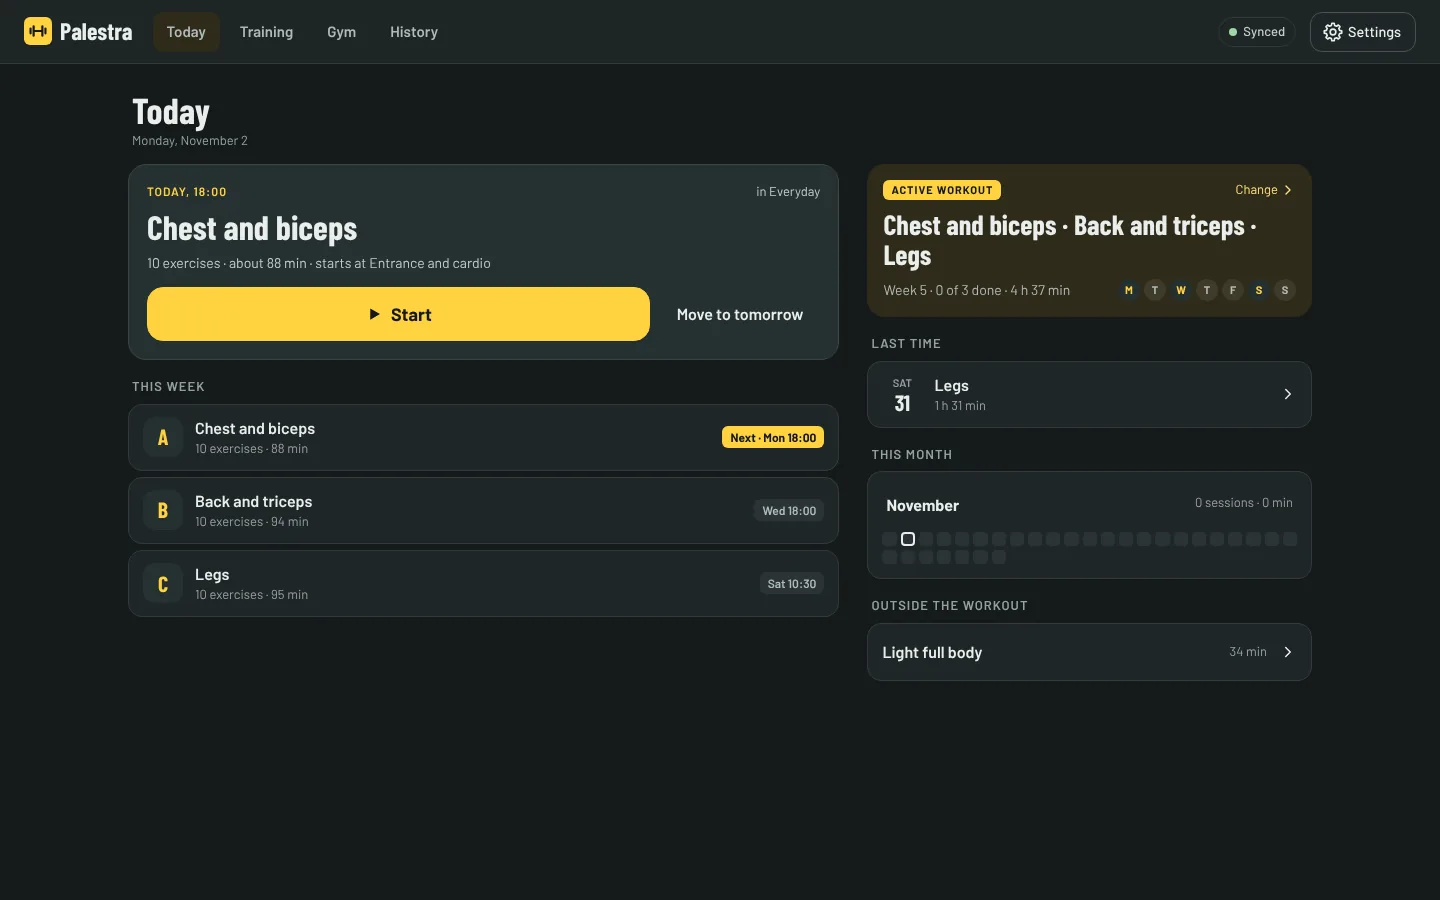 Palestra
Today
Training
Gym
History
Synced
Settings
Today
Monday, November 2
TODAY, 18:00
in Everyday
Chest and biceps
10 exercises · about 88 min · starts at Entrance and cardio
Start
Move to tomorrow
THIS WEEK
A
Chest and biceps
10 exercises · 88 min
Next · Mon 18:00
B
Back and triceps
10 exercises · 94 min
Wed 18:00
C
Legs
10 exercises · 95 min
Sat 10:30
ACTIVE WORKOUT
Change
Chest and biceps · Back and triceps ·
Legs
Week 5 · 0 of 3 done · 4 h 37 min
M T W T F S S
LAST TIME
SAT
31
Legs
1 h 31 min
THIS MONTH
November
0 sessions · 0 min
OUTSIDE THE WORKOUT
Light full body
34 min